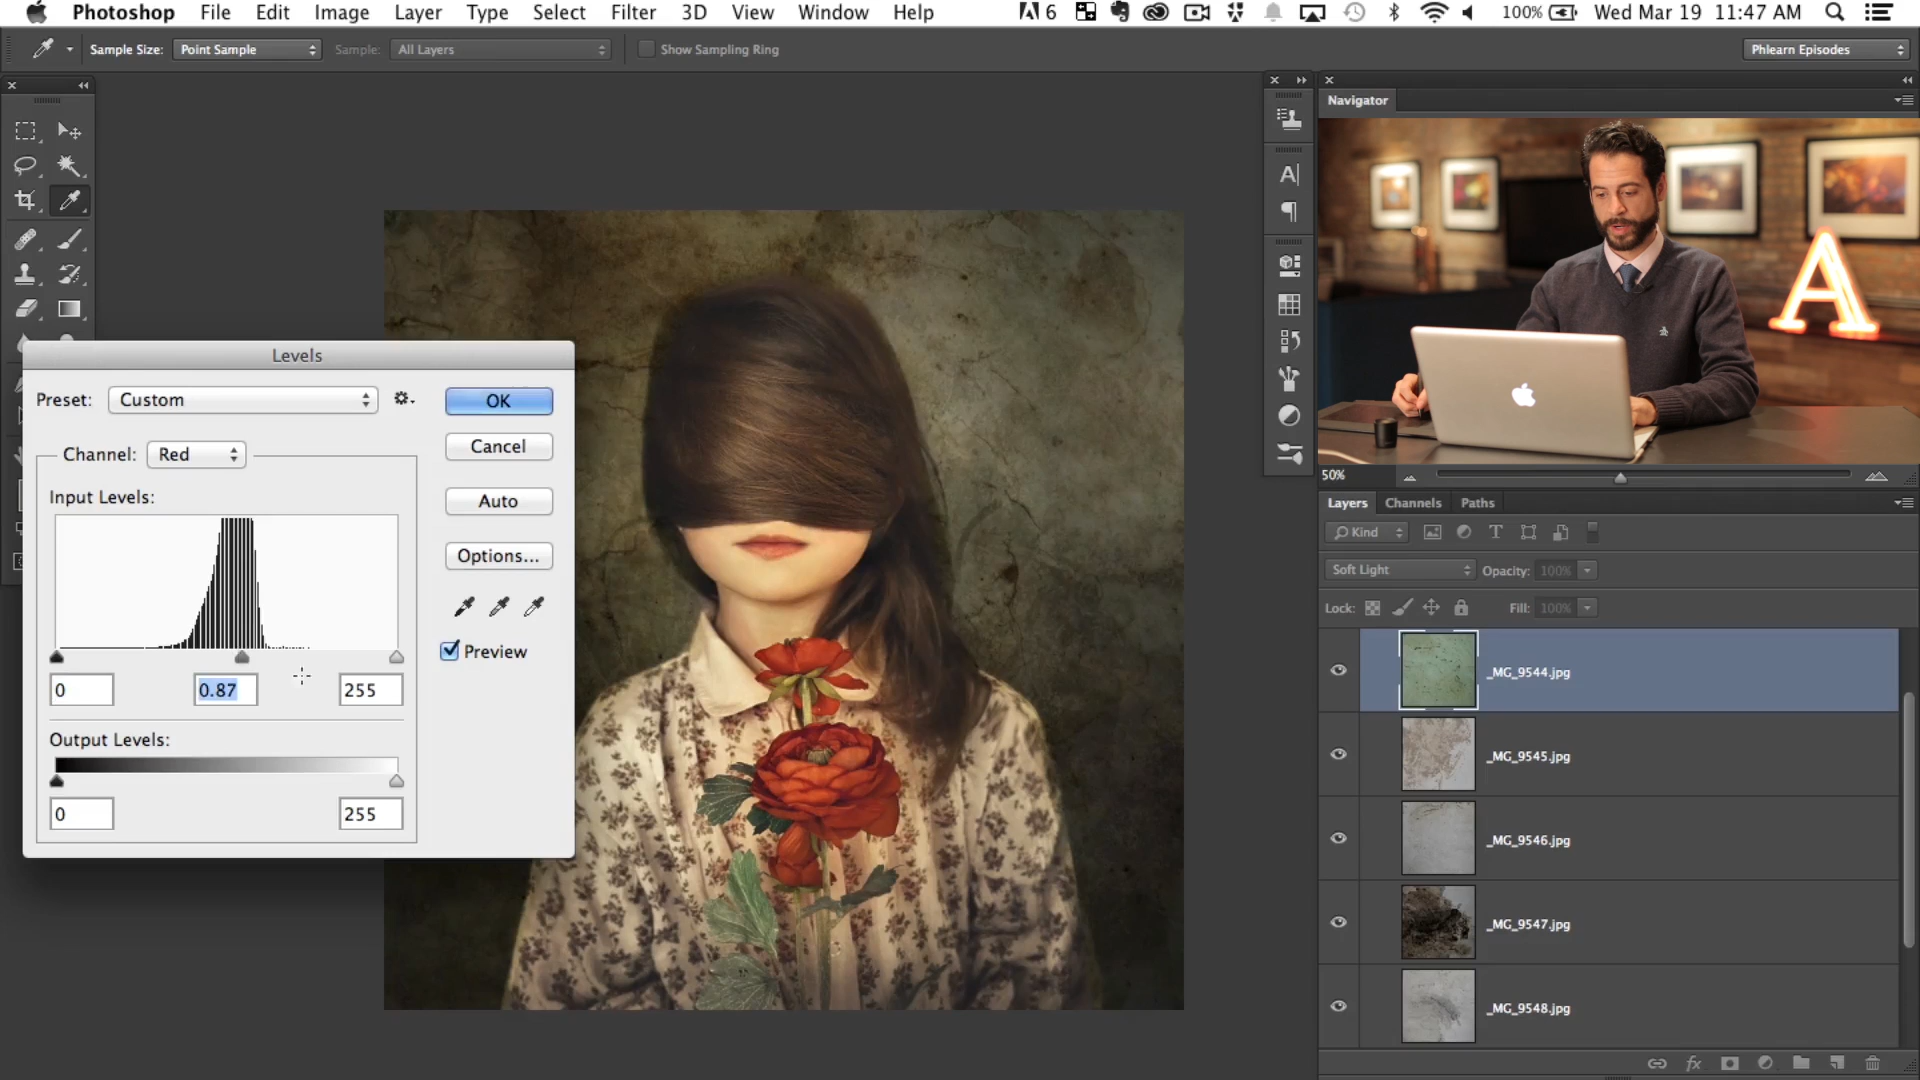 Photoshop File Edit Image Layer Type Select Filter 3D View Window Help 6 100% Wed Mar 19 11:47 AM
Sample Size: Point Sample Sample: All Layers Show Sampling Ring Phlearn Episodes
Navigator
A
50%
Levels
Preset: Custom
OK
Cancel
Channel: Red
Auto
Input Levels:
Options...
Preview
0 0.87 255
Output Levels:
0 255
Layers Channels Paths
Kind
Soft Light Opacity: 100%
Lock: Fill: 100%
_MG_9544.jpg
_MG_9545.jpg
_MG_9546.jpg
_MG_9547.jpg
_MG_9548.jpg